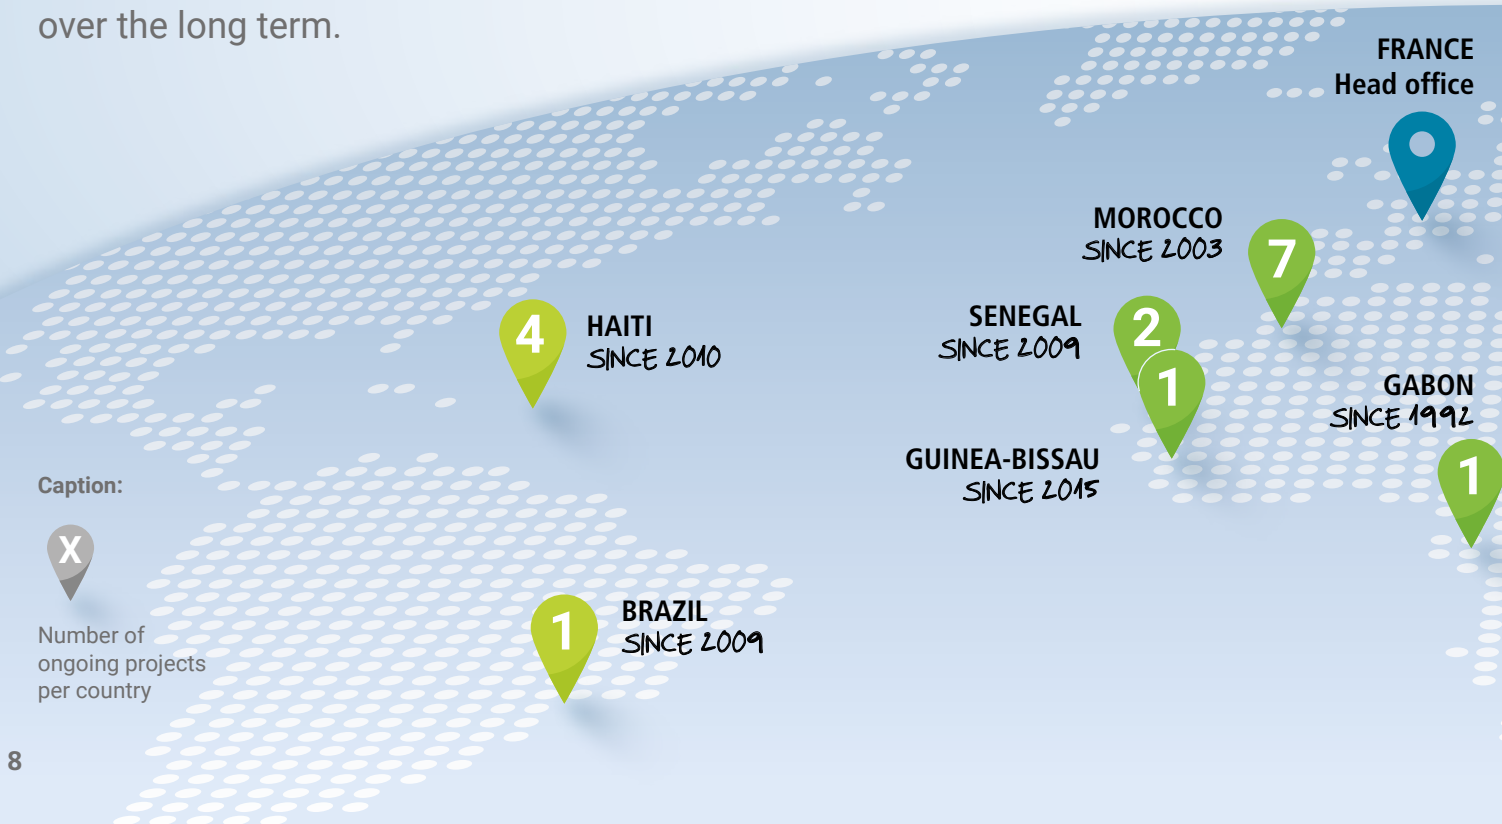 over the long term.
FRANCE
Head office
MOROCCO
SINCE 2003
7
SENEGAL
SINCE 2009
2
1
HAITI
SINCE 2010
4
GABON
SINCE 1992
1
GUINEA-BISSAU
SINCE 2015
Caption:
X
Number of
ongoing projects
per country
BRAZIL
SINCE 2009
1
8